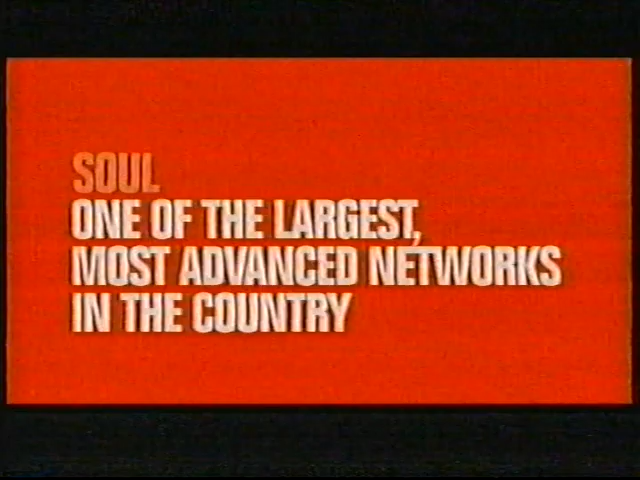 SOUL
ONE OF THE LARGEST,
MOST ADVANCED NETWORKS
IN THE COUNTRY